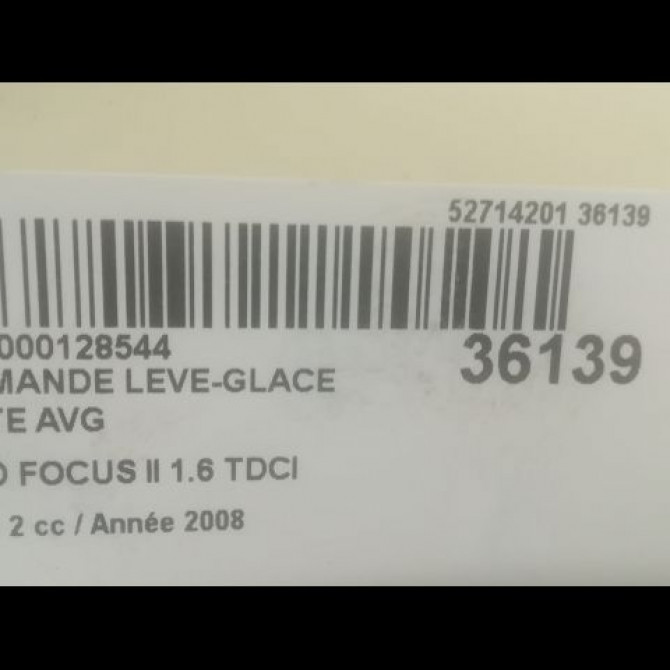 52714201 36139
000128544
36139
MANDE LEVE-GLACE
TE AVG
FOCUS II 1.6 TDCI
2 cc / Année 2008